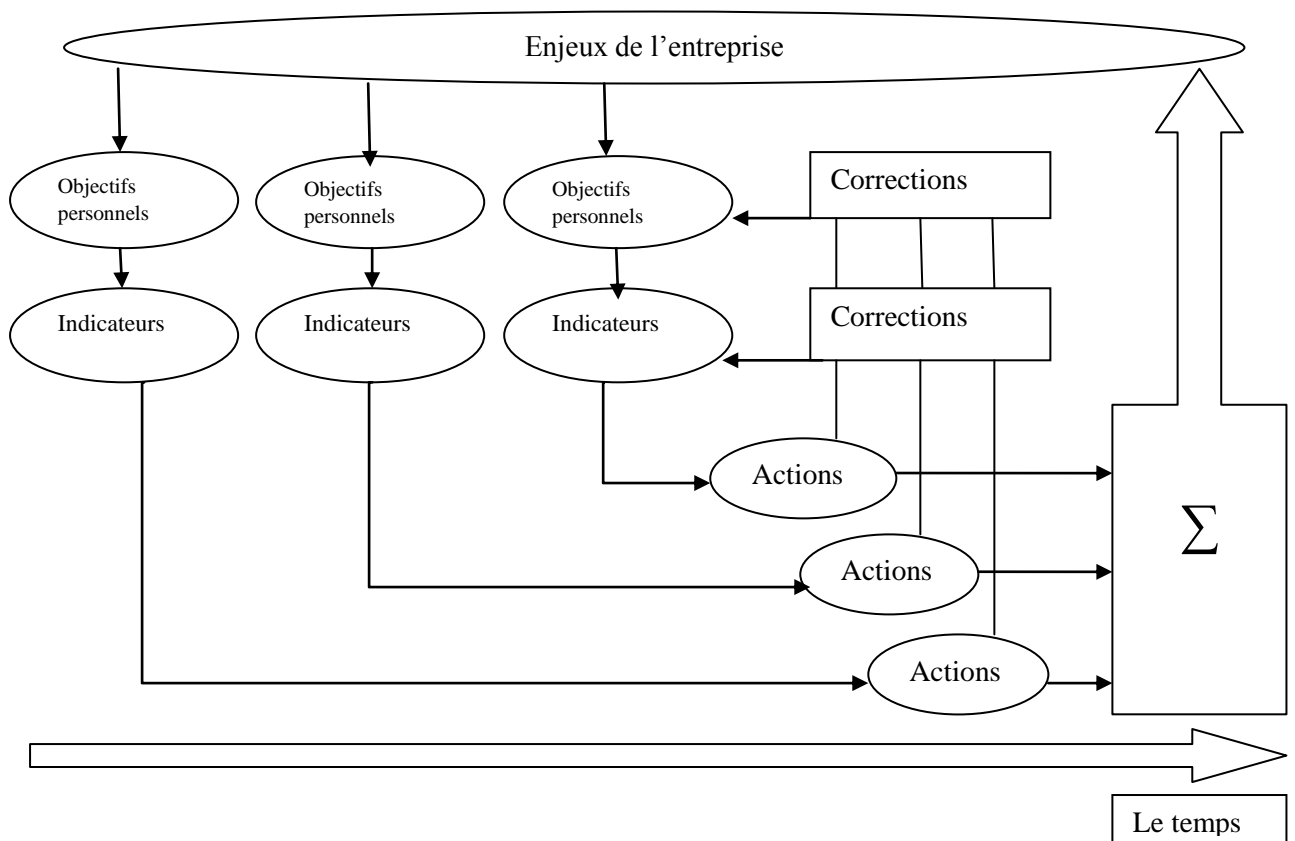 Enjeux de l’entreprise
Objectifs
personnels
Objectifs
personnels
Objectifs
personnels
Corrections
Indicateurs
Indicateurs
Indicateurs
Corrections
Actions
Actions
Actions
∑
Le temps